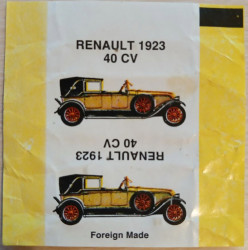 RENAULT 1923
40 CV
RENAULT 1923
40 CV
Foreign Made